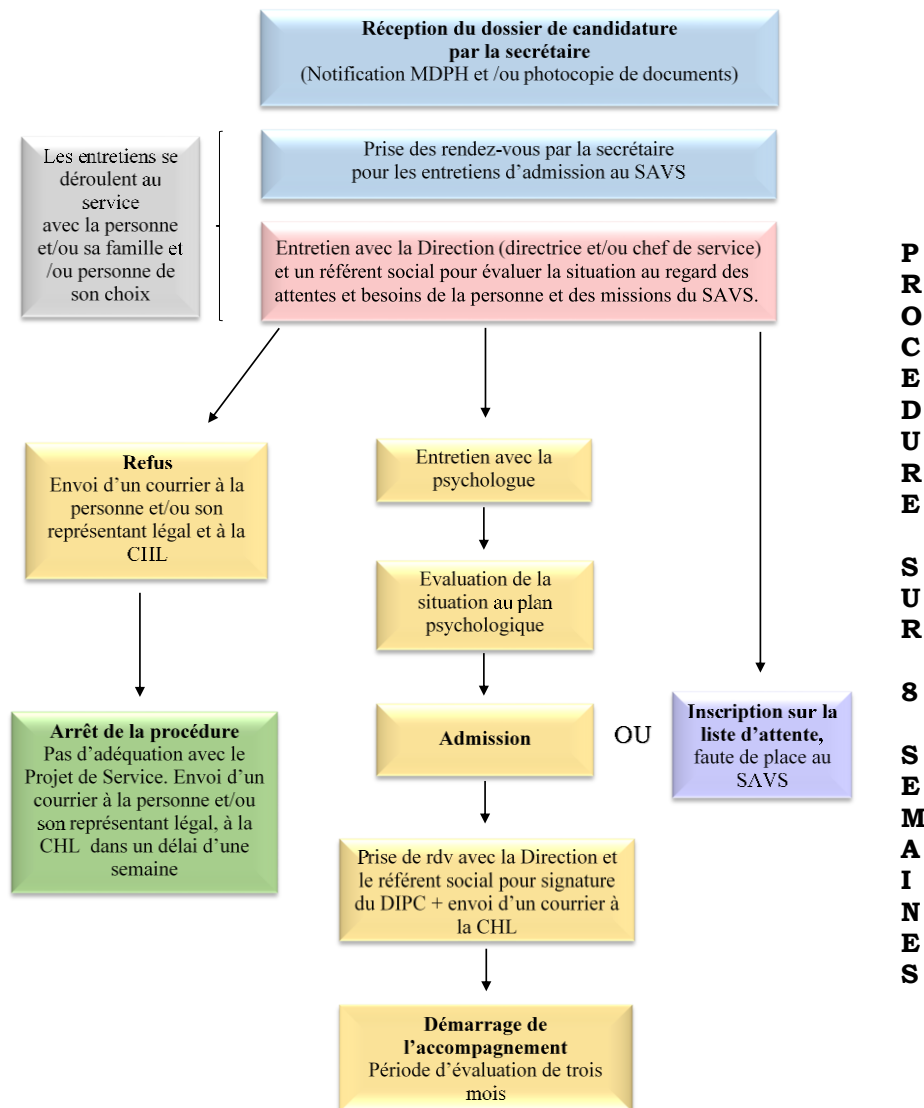 Réception du dossier de candidature
par la secrétaire
(Notification MDPH et /ou photocopie de documents)
Les entretiens se
déroulent au
service
avec la personne
et/ou sa famille et
/ou personne de
son choix
Prise des rendez-vous par la secrétaire
pour les entretiens d’admission au SAVS
Entretien avec la Direction (directrice et/ou chef de service)
et un référent social pour évaluer la situation au regard des
attentes et besoins de la personne et des missions du SAVS.
Refus
Envoi d’un courrier à la
personne et/ou son
représentant légal et à la
CHL
Entretien avec la
psychologue
Evaluation de la
situation au plan
psychologique
Arrêt de la procédure
Pas d’adéquation avec le
Projet de Service. Envoi d’un
courrier à la personne et/ou
son représentant légal, à la
CHL dans un délai d’une
semaine
Admission
OU
Inscription sur la
liste d’attente,
faute de place au
SAVS
Prise de rdv avec la Direction et
le référent social pour signature
du DIPC + envoi d’un courrier à
la CHL
Démarrage de
l’accompagnement
Période d’évaluation de trois
mois
PROCEDURE SUR 8 SEMAINES